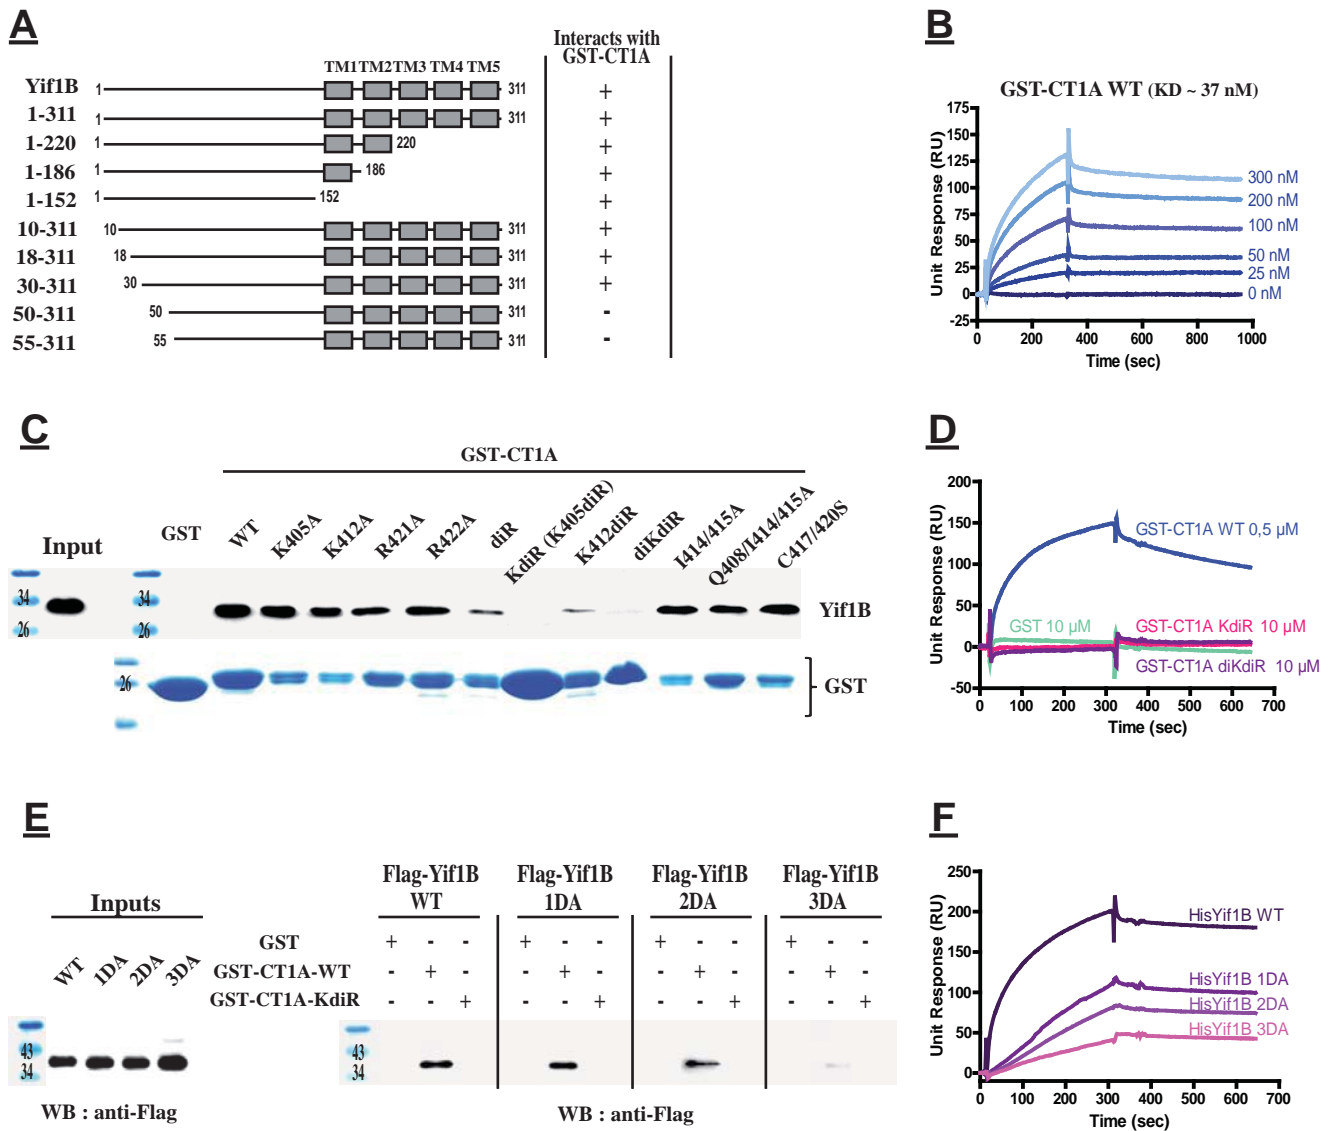 A
Interacts with
GST-CT1A
TM1 TM2 TM3 TM4 TM5
Yif1B 1 311 +
1-311 1 311 +
1-220 1 220 +
1-186 1 186 +
1-152 1 152 +
10-311 10 311 +
18-311 18 311 +
30-311 30 311 +
50-311 50 311 -
55-311 55 311 -
B
GST-CT1A WT (KD ~ 37 nM)
Unit Response (RU)
175
150
125
100
75
50
25
0
-25
300 nM
200 nM
100 nM
50 nM
25 nM
0 nM
0 200 400 600 800 1000
Time (sec)
C
GST-CT1A
Input
GST
WT
K405A
K412A
R421A
R422A
diR
KdiR (K405diR)
K412diR
diKdiR
I414/415A
Q408/I414/415A
C417/420S
34 34
26 26
Yif1B
26
GST
D
Unit Response (RU)
200
150
100
50
0
-50
GST-CT1A WT 0,5 µM
GST 10 µM
GST-CT1A KdiR 10 µM
GST-CT1A diKdiR 10 µM
0 100 200 300 400 500 600 700
Time (sec)
E
Inputs
WT 1DA 2DA 3DA
43
34
WB : anti-Flag
Flag-Yif1B Flag-Yif1B Flag-Yif1B Flag-Yif1B
WT 1DA 2DA 3DA
GST + - - + - - + - - + - -
GST-CT1A-WT - + - - + - - + - - + -
GST-CT1A-KdiR - - + - - + - - + - - +
43
34
WB : anti-Flag
F
Unit Response (RU)
250
200
150
100
50
0
HisYif1B WT
HisYif1B 1DA
HisYif1B 2DA
HisYif1B 3DA
0 100 200 300 400 500 600 700
Time (sec)